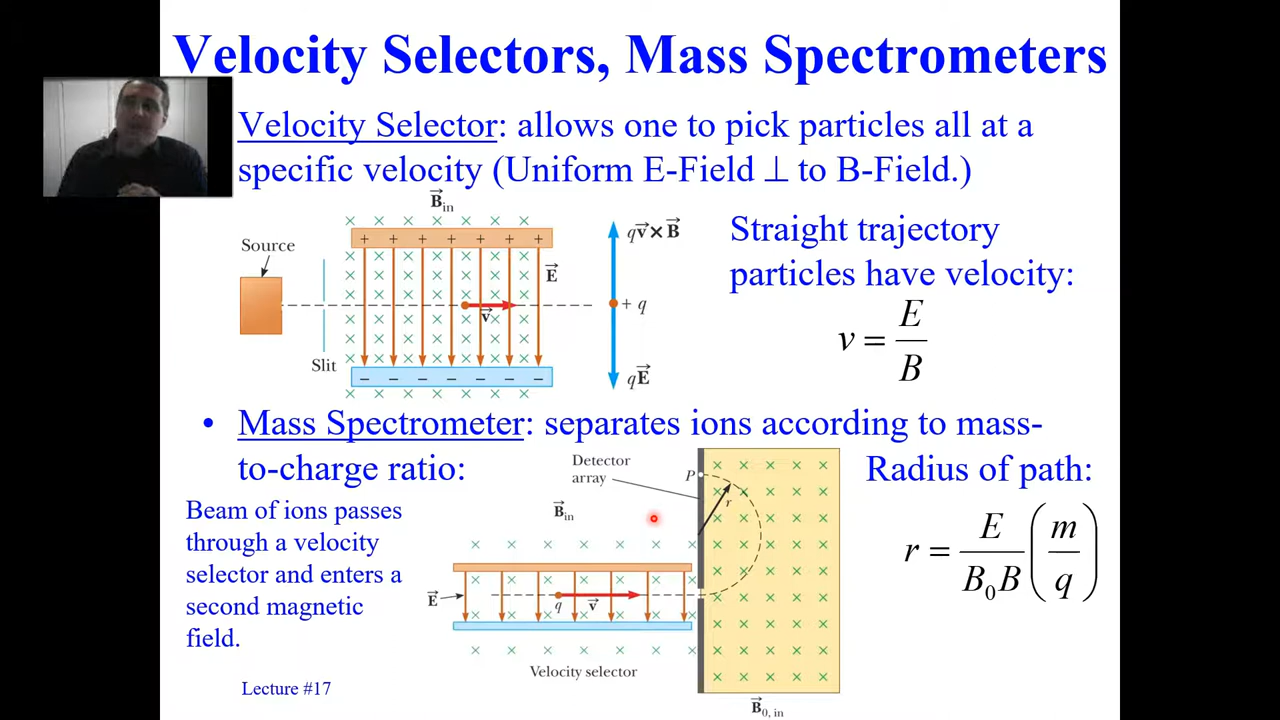 Velocity Selectors, Mass Spectrometers
Velocity Selector: allows one to pick particles all at a
specific velocity (Uniform E-Field ⊥ to B-Field.)
B⃗in
Source
+ + + + + + +
E⃗
v⃗
Slit
– – – – – – –
qv⃗ × B⃗
+ q
qE⃗
Straight trajectory
particles have velocity:
v = E/B
• Mass Spectrometer: separates ions according to mass-
to-charge ratio:
Beam of ions passes
through a velocity
selector and enters a
second magnetic
field.
Detector
array
P
r
B⃗in
E⃗
q
v⃗
Velocity selector
B⃗0, in
Radius of path:
r = E/(B₀B) (m/q)
Lecture #17